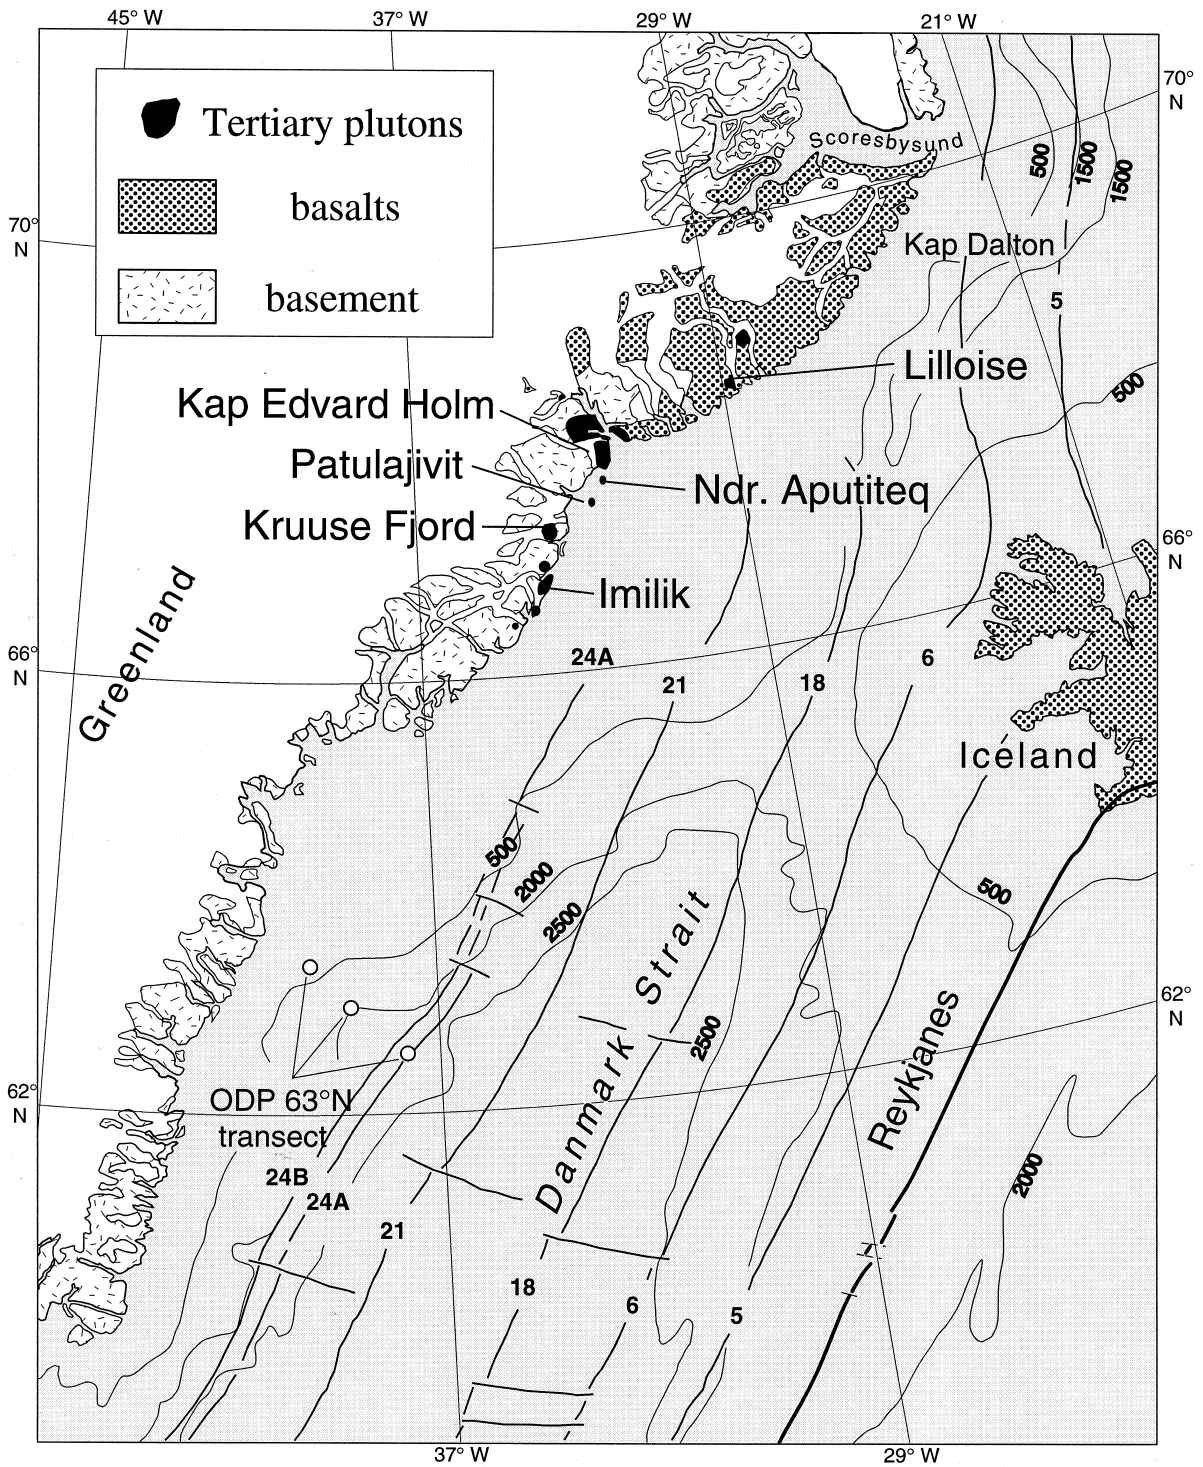 45° W
37° W
29° W
21° W
70°
N
Tertiary plutons
basalts
basement
Scoresbysund
500
1500
1500
70°
N
Kap Dalton
5
Lilloise
500
Kap Edvard Holm
Patulajivit
Ndr. Aputiteq
Kruuse Fjord
66°
N
Imilik
Greenland
66°
N
24A
21
18
6
Iceland
500
2000
2500
500
Danmark Strait
2500
Reykjanes
62°
N
62°
N
ODP 63°N
transect
24B
24A
21
2000
18
6
5
37° W
29° W